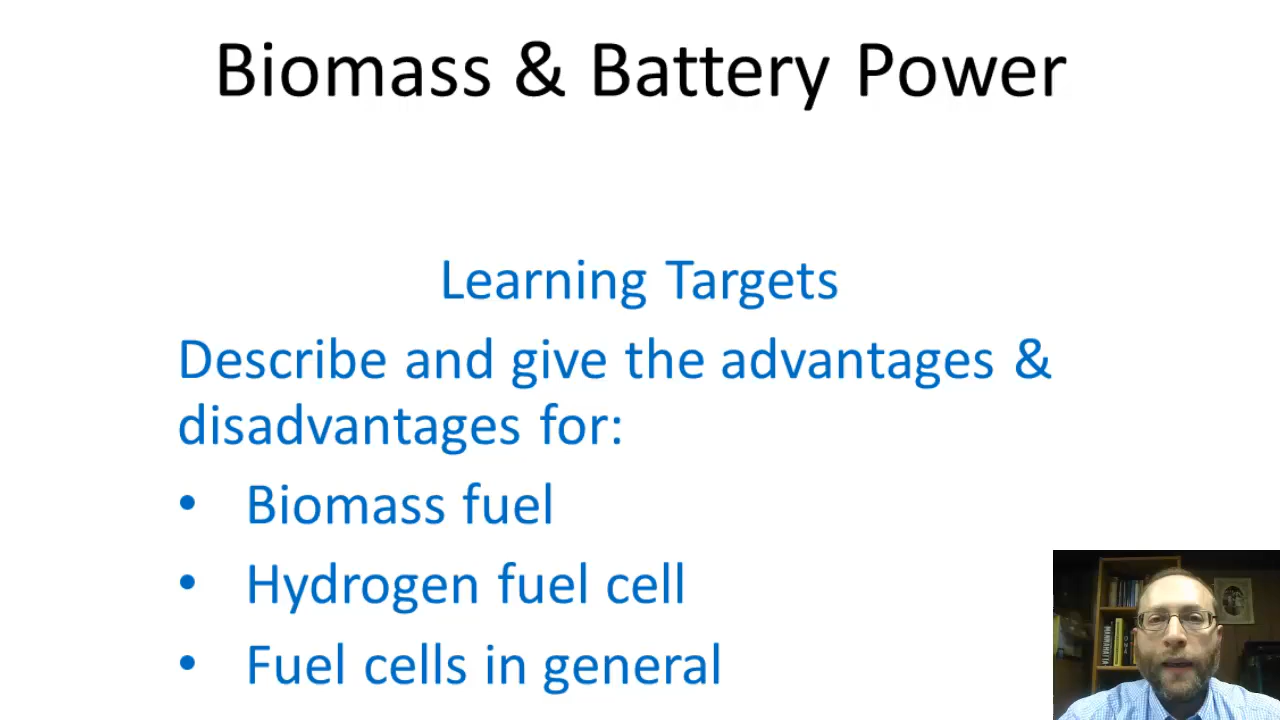 Biomass & Battery Power
Learning Targets
Describe and give the advantages &
disadvantages for:
• Biomass fuel
• Hydrogen fuel cell
• Fuel cells in general